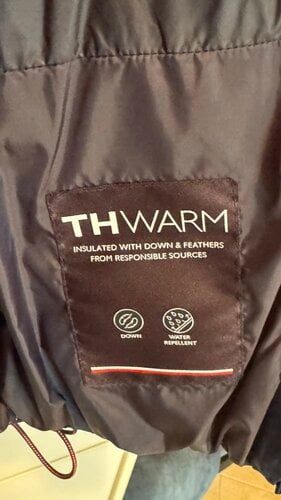 THWARM
INSULATED WITH DOWN & FEATHERS
FROM RESPONSIBLE SOURCES
DOWN
WATER
REPELLENT